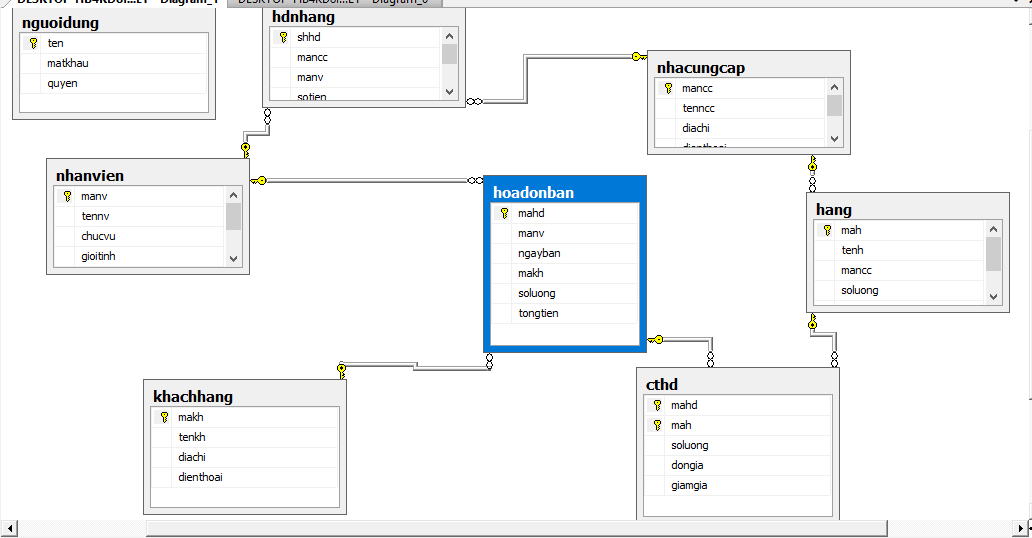 nguoidung
ten
matkhau
quyen
hdnhang
shhd
mancc
manv
sotien
nhacungcap
mancc
tenncc
diachi
dienthoai
nhanvien
manv
tennv
chucvu
gioitinh
hoadonban
mahd
manv
ngayban
makh
soluong
tongtien
hang
mah
tenh
mancc
soluong
khachhang
makh
tenkh
diachi
dienthoai
cthd
mahd
mah
soluong
dongia
giamgia